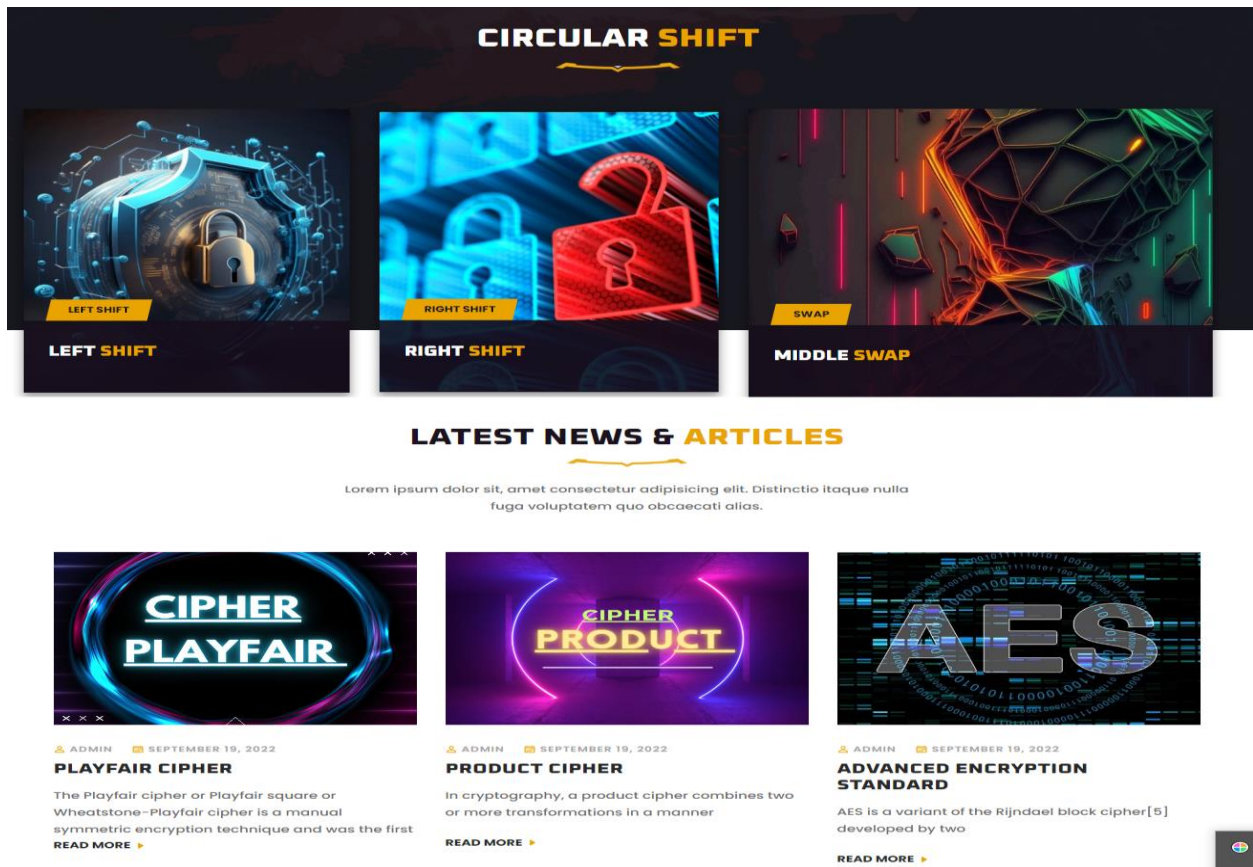 CIRCULAR SHIFT
LEFT SHIFT
LEFT SHIFT
RIGHT SHIFT
RIGHT SHIFT
SWAP
MIDDLE SWAP
LATEST NEWS & ARTICLES
Lorem ipsum dolor sit, amet consectetur adipisicing elit. Distinctio itaque nulla
fuga voluptatem quo obcaecati alias.
CIPHER
PLAYFAIR
ADMIN SEPTEMBER 19, 2022
PLAYFAIR CIPHER
The Playfair cipher or Playfair square or
Wheatstone-Playfair cipher is a manual
symmetric encryption technique and was the first
READ MORE
CIPHER
PRODUCT
ADMIN SEPTEMBER 19, 2022
PRODUCT CIPHER
In cryptography, a product cipher combines two
or more transformations in a manner
READ MORE
AES
ADMIN SEPTEMBER 19, 2022
ADVANCED ENCRYPTION
STANDARD
AES is a variant of the Rijndael block cipher[5]
developed by two
READ MORE